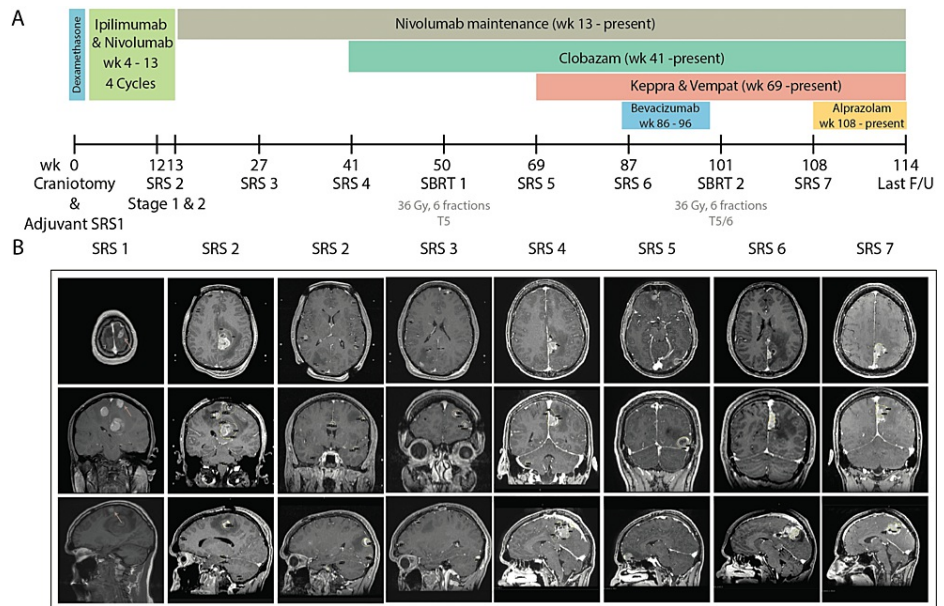 A
Dexamethasone
Ipilimumab
& Nivolumab
wk 4 - 13
4 Cycles
Nivolumab maintenance (wk 13 - present)
Clobazam (wk 41 -present)
Keppra & Vempat (wk 69 -present)
Bevacizumab
wk 86 - 96
Alprazolam
wk 108 - present
wk 0 12 13 27 41 50 69 87 101 108 114
Craniotomy
&
Adjuvant SRS1
SRS 2
Stage 1 & 2
SRS 3
SRS 4
SBRT 1
36 Gy, 6 fractions
T5
SRS 5
SRS 6
SBRT 2
36 Gy, 6 fractions
T5/6
SRS 7
Last F/U
B
SRS 1 SRS 2 SRS 2 SRS 3 SRS 4 SRS 5 SRS 6 SRS 7